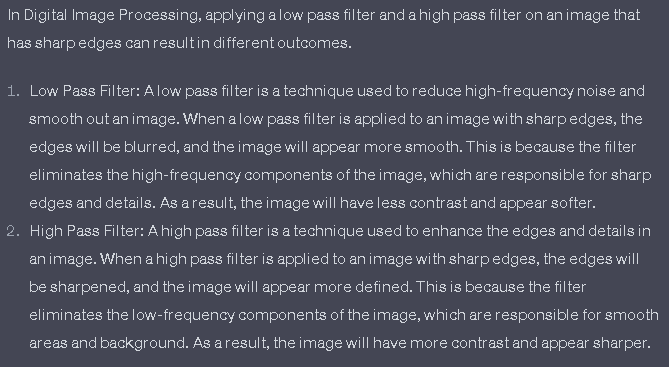 In Digital Image Processing, applying a low pass filter and a high pass filter on an image that
has sharp edges can result in different outcomes.
1. Low Pass Filter: A low pass filter is a technique used to reduce high-frequency noise and
smooth out an image. When a low pass filter is applied to an image with sharp edges, the
edges will be blurred, and the image will appear more smooth. This is because the filter
eliminates the high-frequency components of the image, which are responsible for sharp
edges and details. As a result, the image will have less contrast and appear softer.
2. High Pass Filter: A high pass filter is a technique used to enhance the edges and details in
an image. When a high pass filter is applied to an image with sharp edges, the edges will
be sharpened, and the image will appear more defined. This is because the filter
eliminates the low-frequency components of the image, which are responsible for smooth
areas and background. As a result, the image will have more contrast and appear sharper.